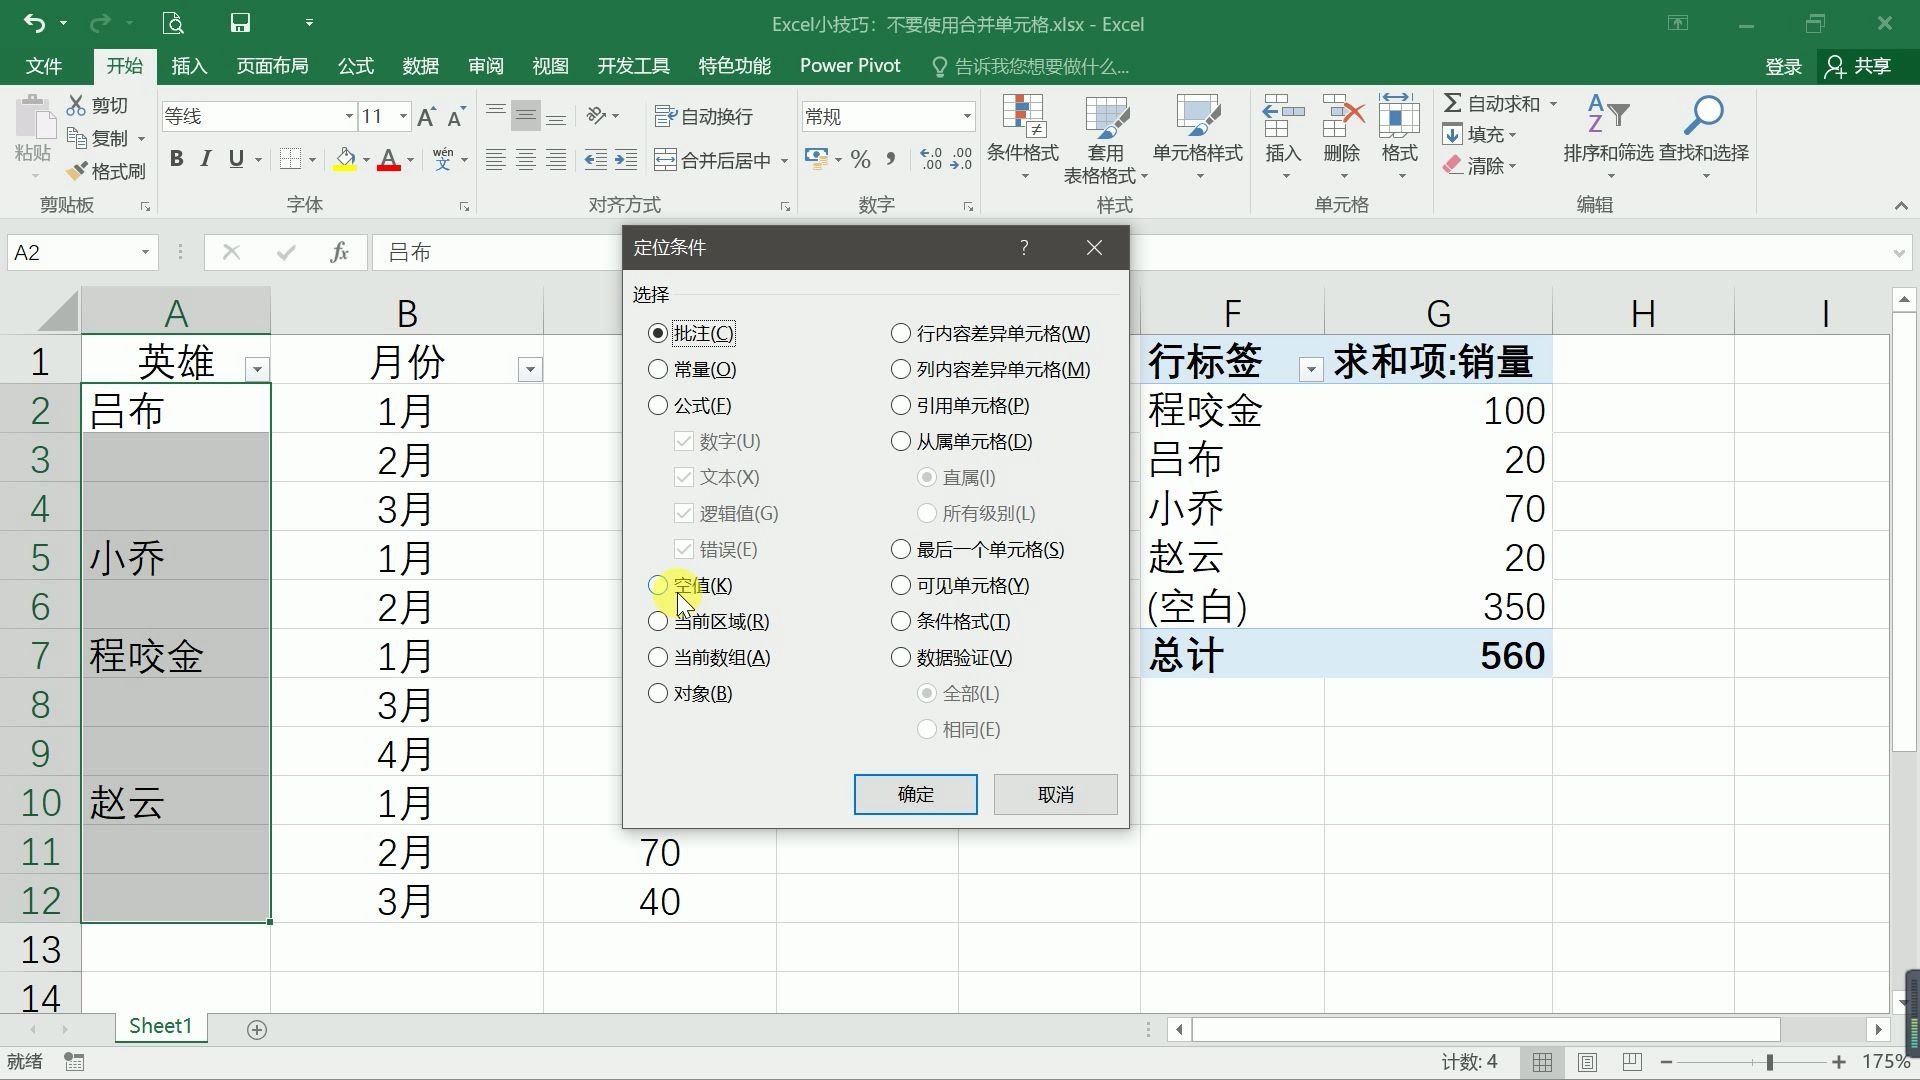 Excel小技巧：不要使用合并单元格.xlsx - Excel
文件 开始 插入 页面布局 公式 数据 审阅 视图 开发工具 特色功能 Power Pivot 告诉我您想要做什么... 登录 共享
粘贴 剪切 复制 格式刷 剪贴板
等线 11 B I U wén 文 字体
自动换行 合并后居中 对齐方式
常规 % 数字
条件格式 套用表格格式 单元格样式 样式
插入 删除 格式 单元格
自动求和 填充 清除 排序和筛选 查找和选择 编辑
A2 fx 吕布
A B F G H I
1 英雄 月份 行标签 求和项:销量
2 吕布 1月 程咬金 100
3 2月 吕布 20
4 3月 小乔 70
5 小乔 1月 赵云 20
6 2月 (空白) 350
7 程咬金 1月 总计 560
8 3月
9 4月
10 赵云 1月
11 2月 70
12 3月 40
13
14
定位条件 ?
选择
批注(C) 行内容差异单元格(W)
常量(O) 列内容差异单元格(M)
公式(F) 引用单元格(P)
数字(U) 从属单元格(D)
文本(X) 直属(I)
逻辑值(G) 所有级别(L)
错误(E) 最后一个单元格(S)
空值(K) 可见单元格(Y)
当前区域(R) 条件格式(T)
当前数组(A) 数据验证(V)
对象(B) 全部(L)
相同(E)
确定 取消
Sheet1
就绪 计数: 4 175%